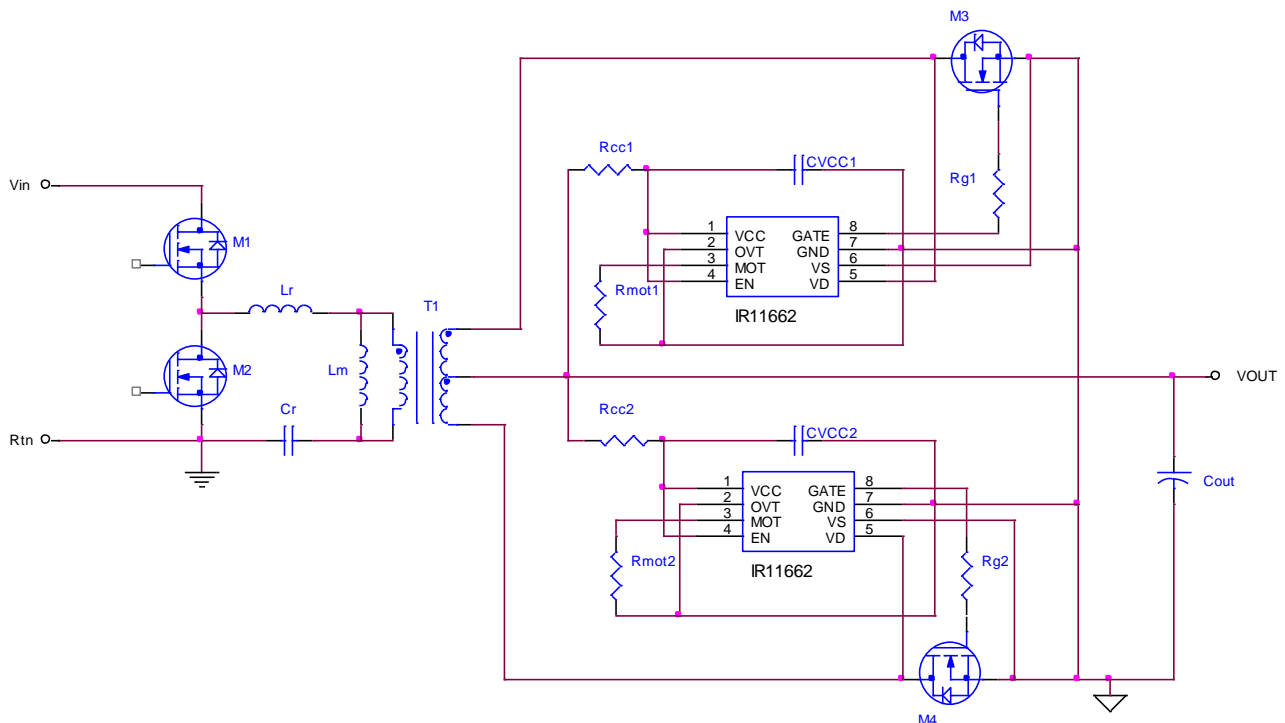 M3
Rcc1
CVCC1
Rg1
Vin
M1
1 VCC GATE 8
2 OVT GND 7
3 MOT VS 6
4 EN VD 5
Rmot1
IR11662
Lr
T1
M2
Lm
VOUT
Rcc2
CVCC2
Rtn
Cr
1 VCC GATE 8
2 OVT GND 7
3 MOT VS 6
4 EN VD 5
Cout
Rmot2
Rg2
IR11662
M4